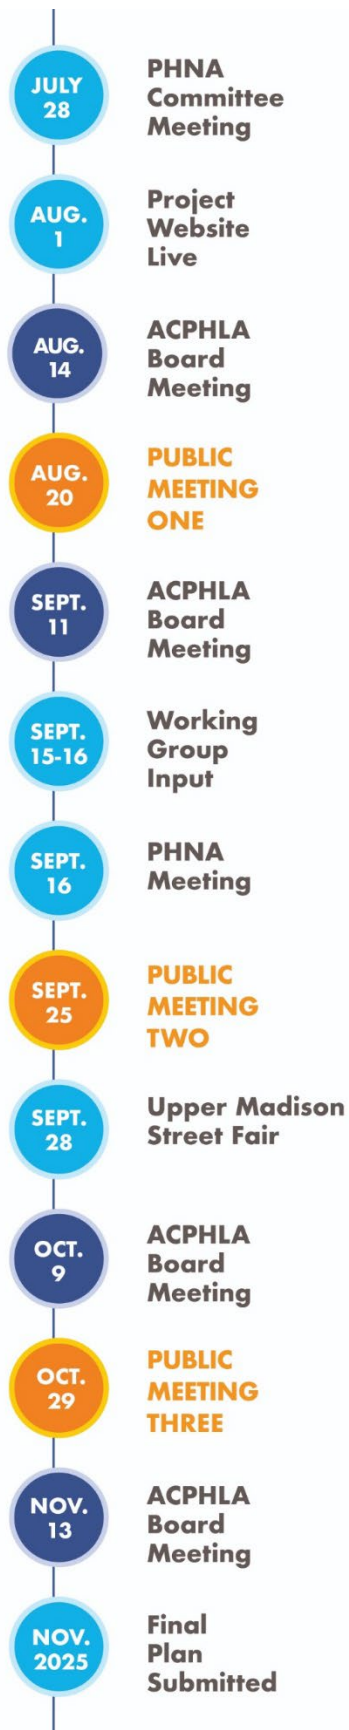 JULY
28
PHNA
Committee
Meeting
AUG.
1
Project
Website
Live
AUG.
14
ACPHLA
Board
Meeting
AUG.
20
PUBLIC
MEETING
ONE
SEPT.
11
ACPHLA
Board
Meeting
SEPT.
15-16
Working
Group
Input
SEPT.
16
PHNA
Meeting
SEPT.
25
PUBLIC
MEETING
TWO
SEPT.
28
Upper Madison
Street Fair
OCT.
9
ACPHLA
Board
Meeting
OCT.
29
PUBLIC
MEETING
THREE
NOV.
13
ACPHLA
Board
Meeting
NOV.
2025
Final
Plan
Submitted